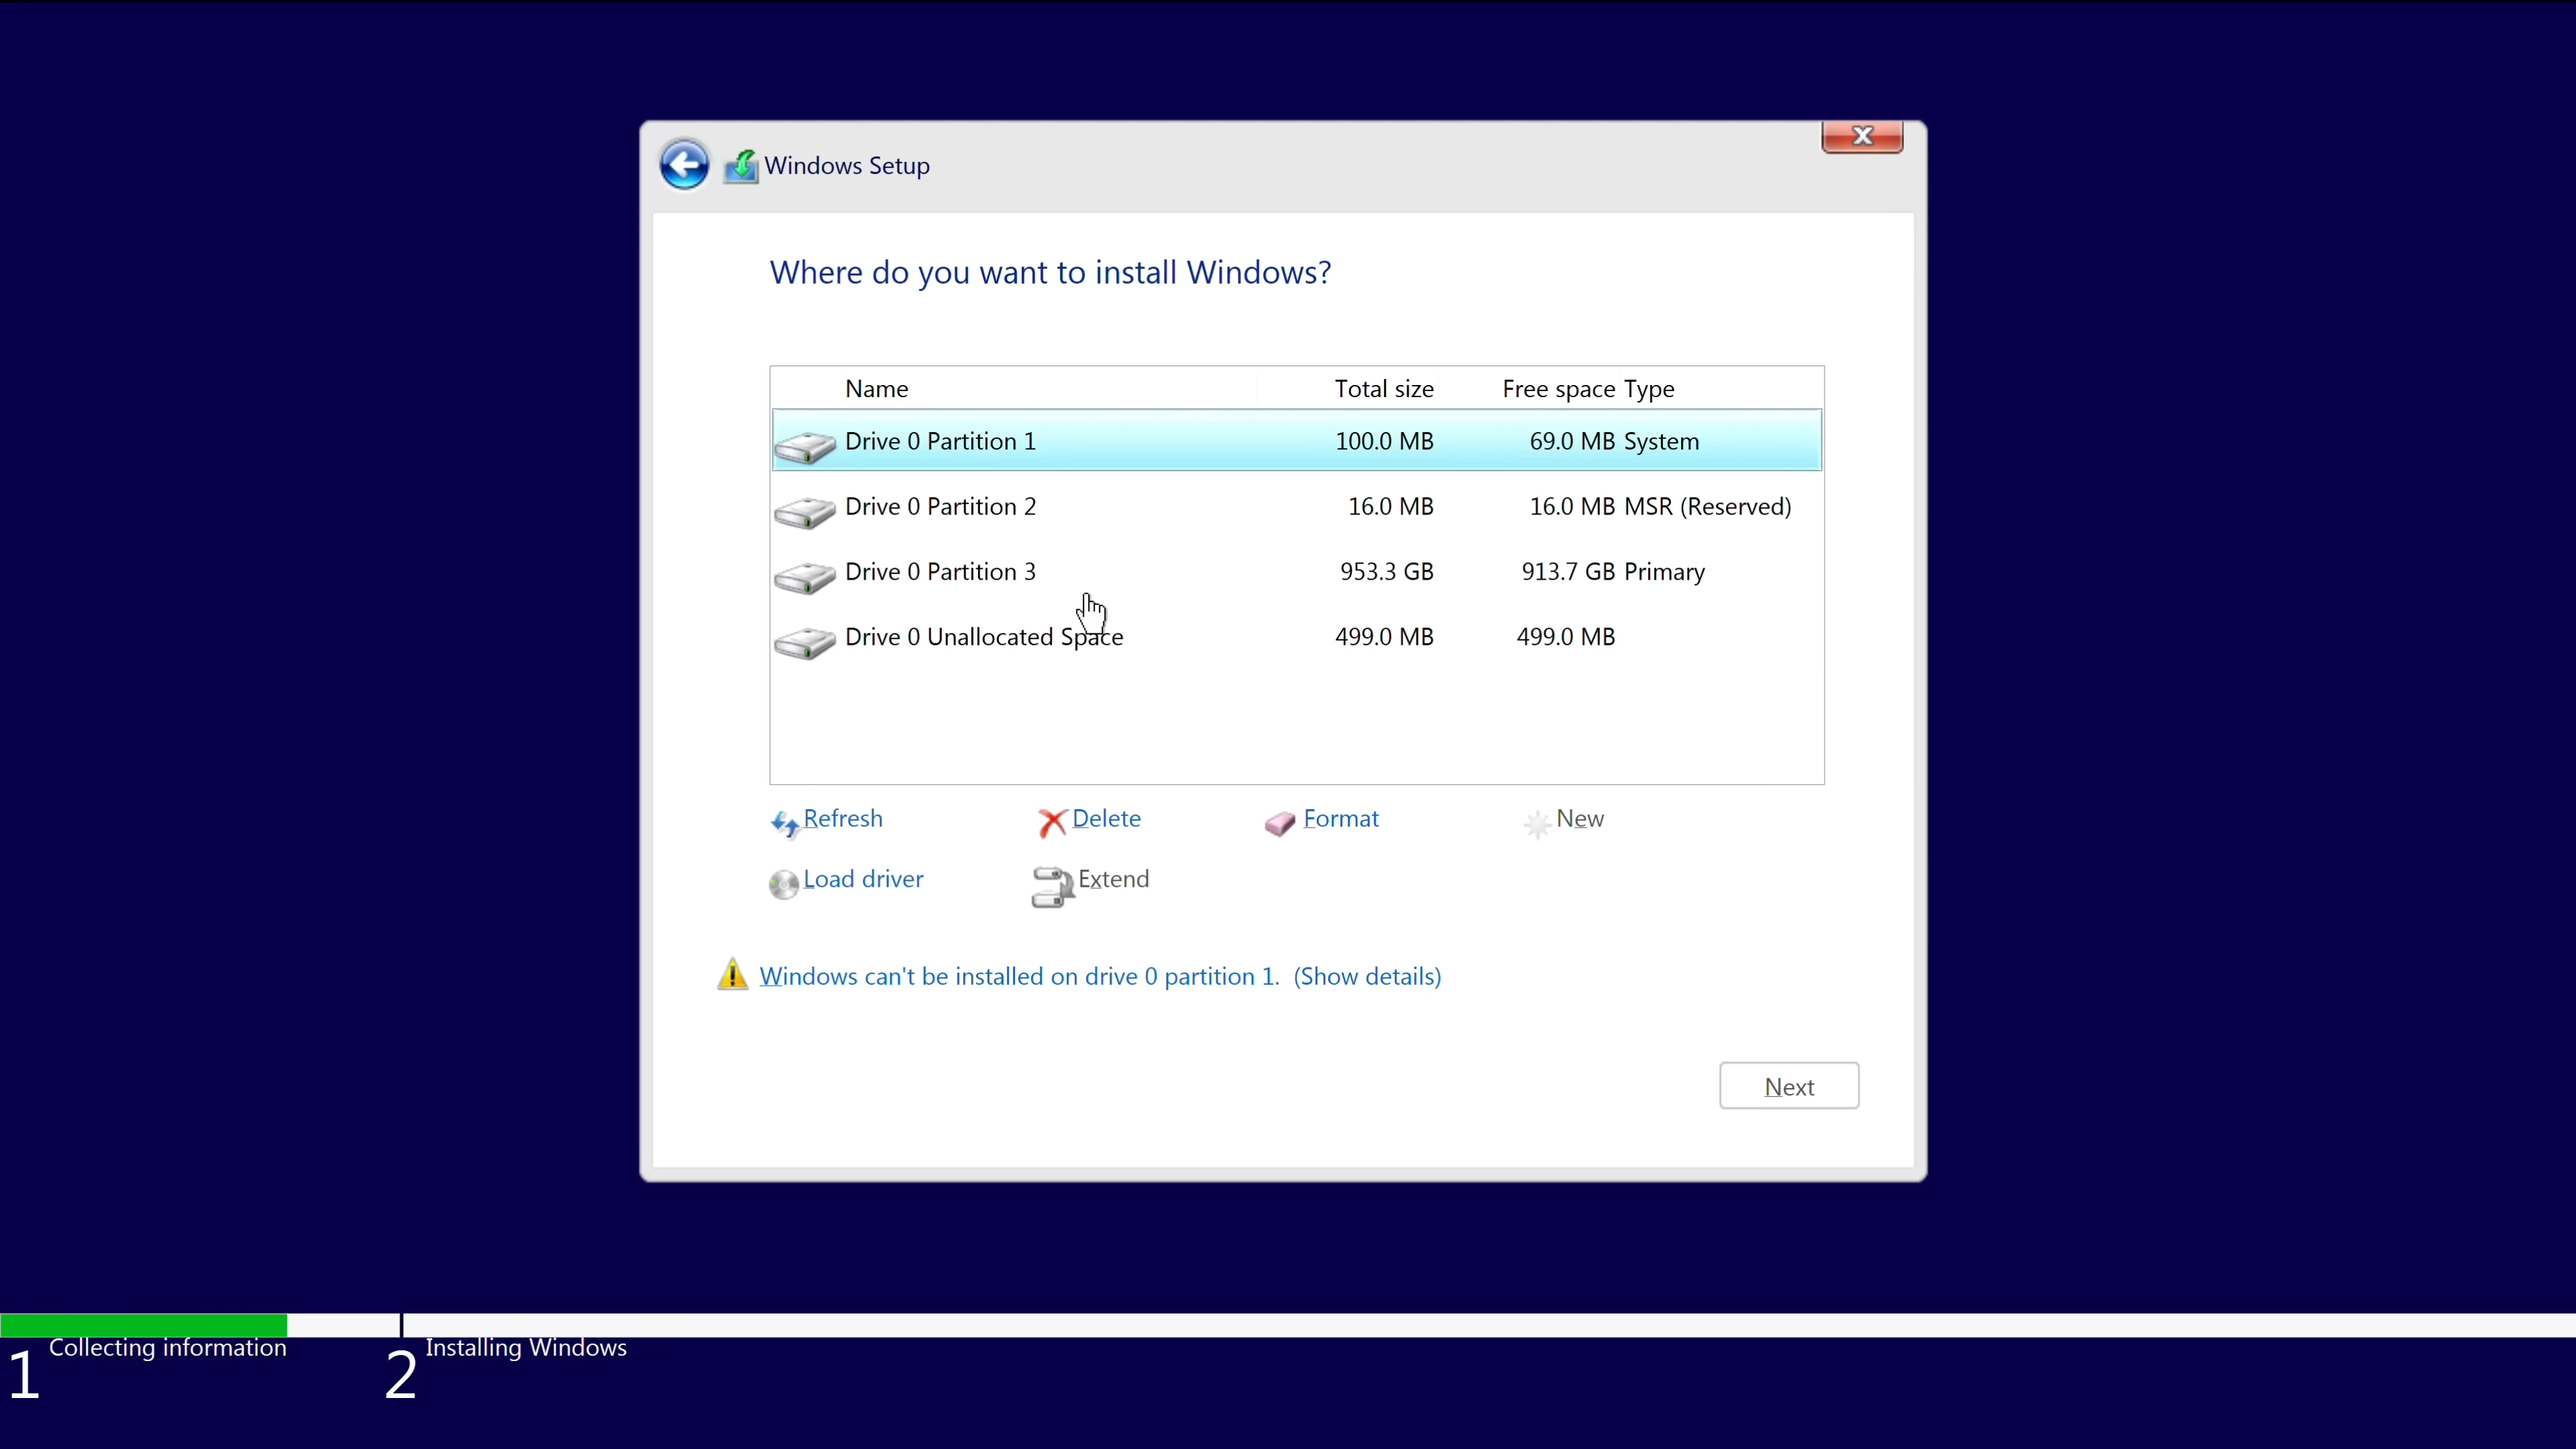 Windows Setup
Where do you want to install Windows?
Name Total size Free space Type
Drive 0 Partition 1 100.0 MB 69.0 MB System
Drive 0 Partition 2 16.0 MB 16.0 MB MSR (Reserved)
Drive 0 Partition 3 953.3 GB 913.7 GB Primary
Drive 0 Unallocated Space 499.0 MB 499.0 MB
Refresh Delete Format New
Load driver Extend
Windows can't be installed on drive 0 partition 1. (Show details)
Next
1 Collecting information 2 Installing Windows